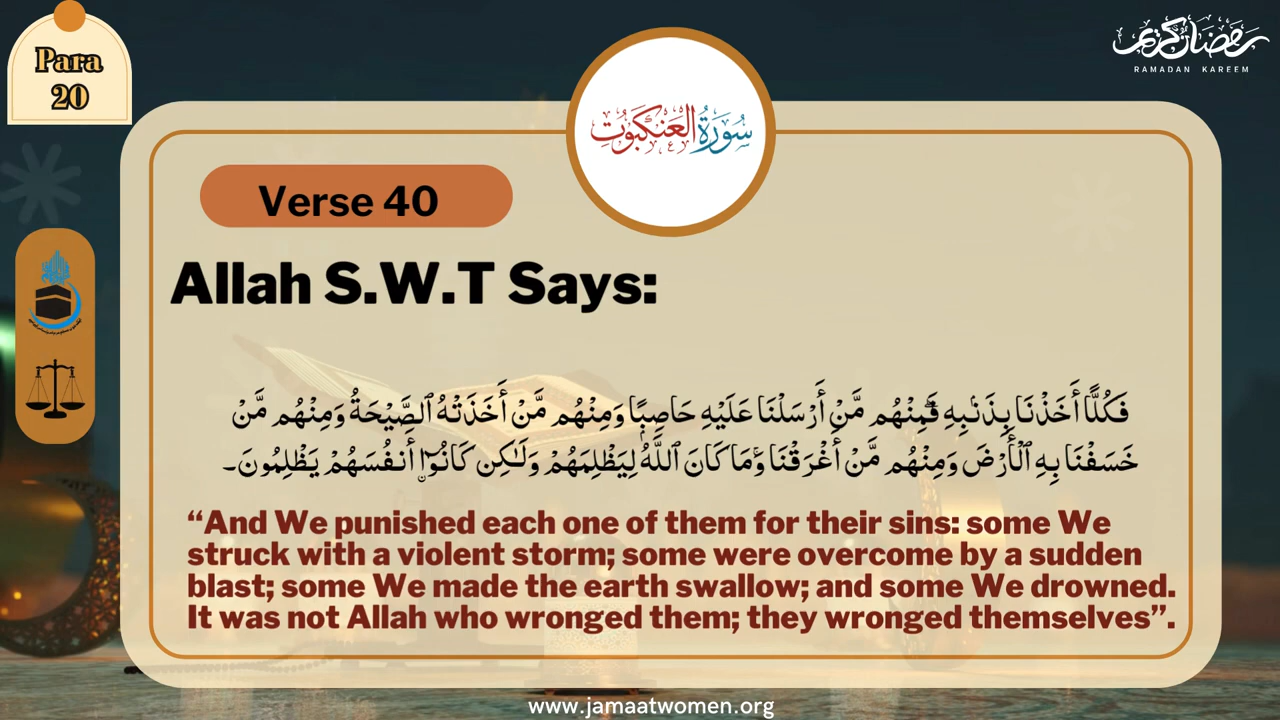 Para
20
رمضان كريم
RAMADAN KAREEM
سُورَةُ العَنكَبُوتِ
Verse 40
Allah S.W.T Says:
فَكُلًّا أَخَذْنَا بِذَنۢبِهِۦ فَمِنْهُم مَّنْ أَرْسَلْنَا عَلَيْهِ حَاصِبًا وَمِنْهُم مَّنْ أَخَذَتْهُ ٱلصَّيْحَةُ وَمِنْهُم مَّنْ
خَسَفْنَا بِهِ ٱلْأَرْضَ وَمِنْهُم مَّنْ أَغْرَقْنَا وَمَا كَانَ ٱللَّهُ لِيَظْلِمَهُمْ وَلَـٰكِن كَانُوٓا۟ أَنفُسَهُمْ يَظْلِمُونَ۔
“And We punished each one of them for their sins: some We
struck with a violent storm; some were overcome by a sudden
blast; some We made the earth swallow; and some We drowned.
It was not Allah who wronged them; they wronged themselves”.
www.jamaatwomen.org